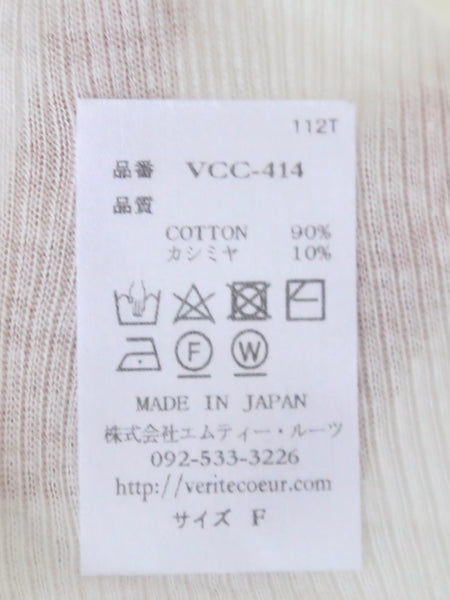 112T
品番 VCC-414
品質
COTTON 90%
カシミヤ 10%
F W
MADE IN JAPAN
株式会社エムティー・ルーツ
092-533-3226
http://veritecoeur.com
サイズ F